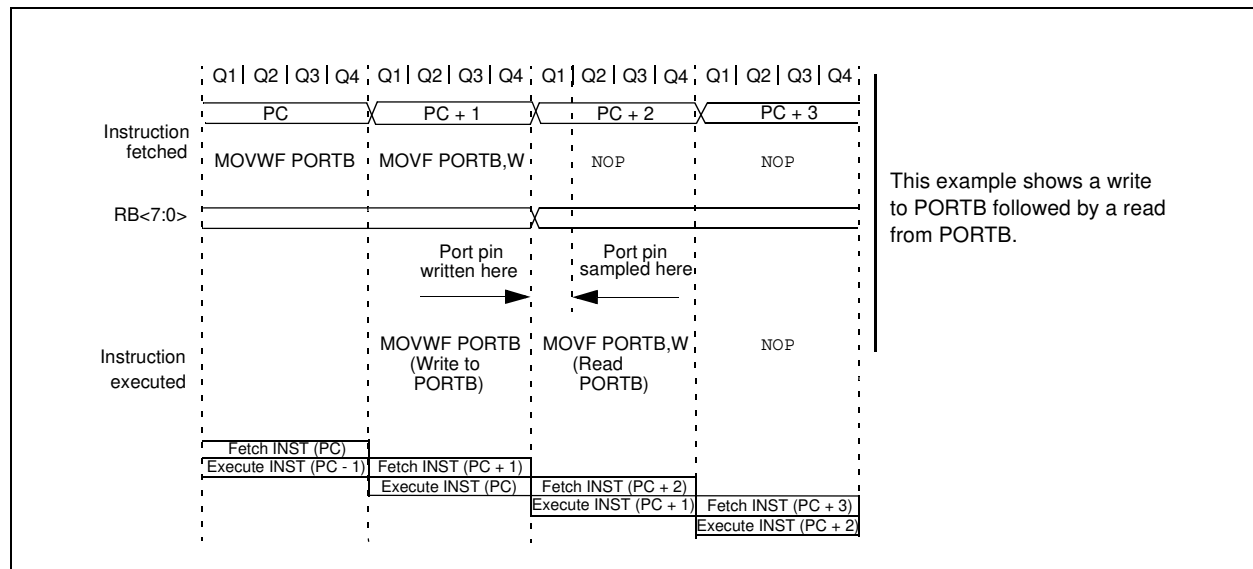 Q1 | Q2 | Q3 | Q4 Q1 | Q2 | Q3 | Q4 Q1 | Q2 | Q3 | Q4 Q1 | Q2 | Q3 | Q4
PC PC + 1 PC + 2 PC + 3
Instruction
fetched
MOVWF PORTB MOVF PORTB,W NOP NOP
RB<7:0>
Port pin
written here
Port pin
sampled here
Instruction
executed
MOVWF PORTB
(Write to
PORTB)
MOVF PORTB,W
(Read
PORTB)
NOP
This example shows a write
to PORTB followed by a read
from PORTB.
Fetch INST (PC)
Execute INST (PC - 1) Fetch INST (PC + 1)
Execute INST (PC) Fetch INST (PC + 2)
Execute INST (PC + 1) Fetch INST (PC + 3)
Execute INST (PC + 2)